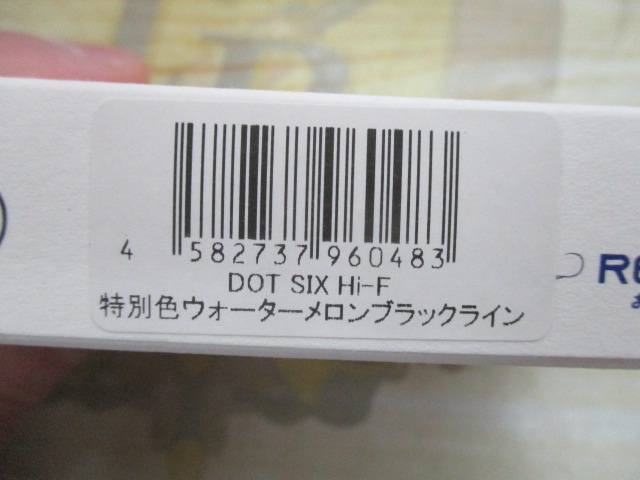 4 582737 960483
DOT SIX Hi-F
特別色ウォーターメロンブラックライン